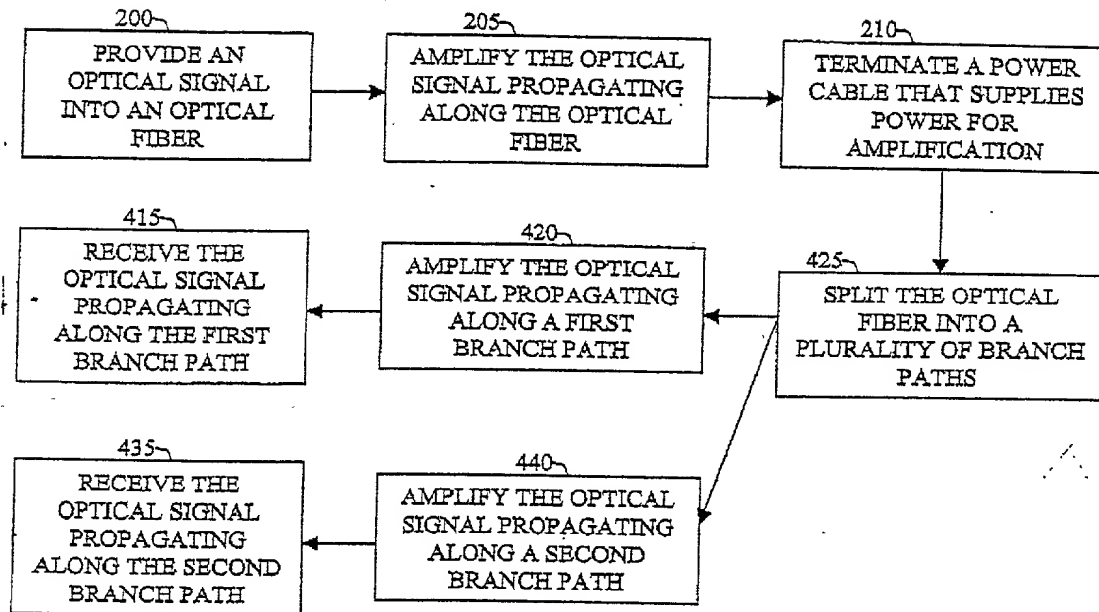 200
PROVIDE AN
OPTICAL SIGNAL
INTO AN OPTICAL
FIBER
205
AMPLIFY THE OPTICAL
SIGNAL PROPAGATING
ALONG THE OPTICAL
FIBER
210
TERMINATE A POWER
CABLE THAT SUPPLIES
POWER FOR
AMPLIFICATION
415
RECEIVE THE
OPTICAL SIGNAL
PROPAGATING
ALONG THE FIRST
BRANCH PATH
420
AMPLIFY THE OPTICAL
SIGNAL PROPAGATING
ALONG A FIRST
BRANCH PATH
425
SPLIT THE OPTICAL
FIBER INTO A
PLURALITY OF BRANCH
PATHS
435
RECEIVE THE
OPTICAL SIGNAL
PROPAGATING
ALONG THE SECOND
BRANCH PATH
440
AMPLIFY THE OPTICAL
SIGNAL PROPAGATING
ALONG A SECOND
BRANCH PATH